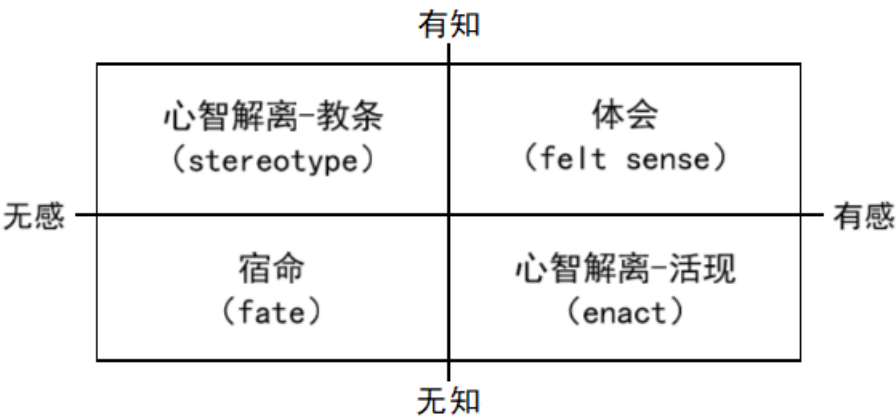 有知
心智解离-教条
(stereotype)
体会
(felt sense)
无感
有感
宿命
(fate)
心智解离-活现
(enact)
无知